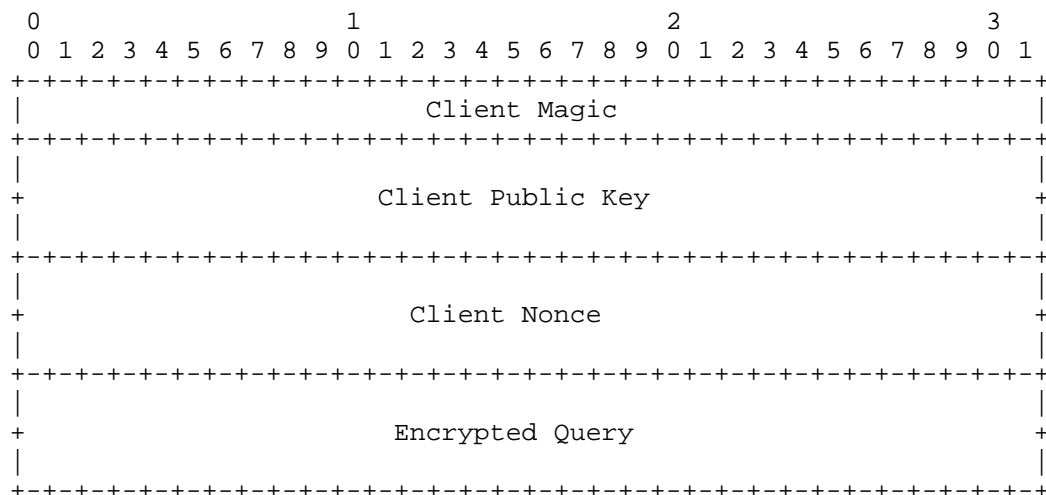 0                   1                   2                   3
0 1 2 3 4 5 6 7 8 9 0 1 2 3 4 5 6 7 8 9 0 1 2 3 4 5 6 7 8 9 0 1
+-+-+-+-+-+-+-+-+-+-+-+-+-+-+-+-+-+-+-+-+-+-+-+-+-+-+-+-+-+-+-+-+
|                         Client Magic                          |
+-+-+-+-+-+-+-+-+-+-+-+-+-+-+-+-+-+-+-+-+-+-+-+-+-+-+-+-+-+-+-+-+
|                                                               |
+                      Client Public Key                        +
|                                                               |
+-+-+-+-+-+-+-+-+-+-+-+-+-+-+-+-+-+-+-+-+-+-+-+-+-+-+-+-+-+-+-+-+
|                                                               |
+                        Client Nonce                           +
|                                                               |
+-+-+-+-+-+-+-+-+-+-+-+-+-+-+-+-+-+-+-+-+-+-+-+-+-+-+-+-+-+-+-+-+
|                                                               |
+                       Encrypted Query                         +
|                                                               |
+-+-+-+-+-+-+-+-+-+-+-+-+-+-+-+-+-+-+-+-+-+-+-+-+-+-+-+-+-+-+-+-+